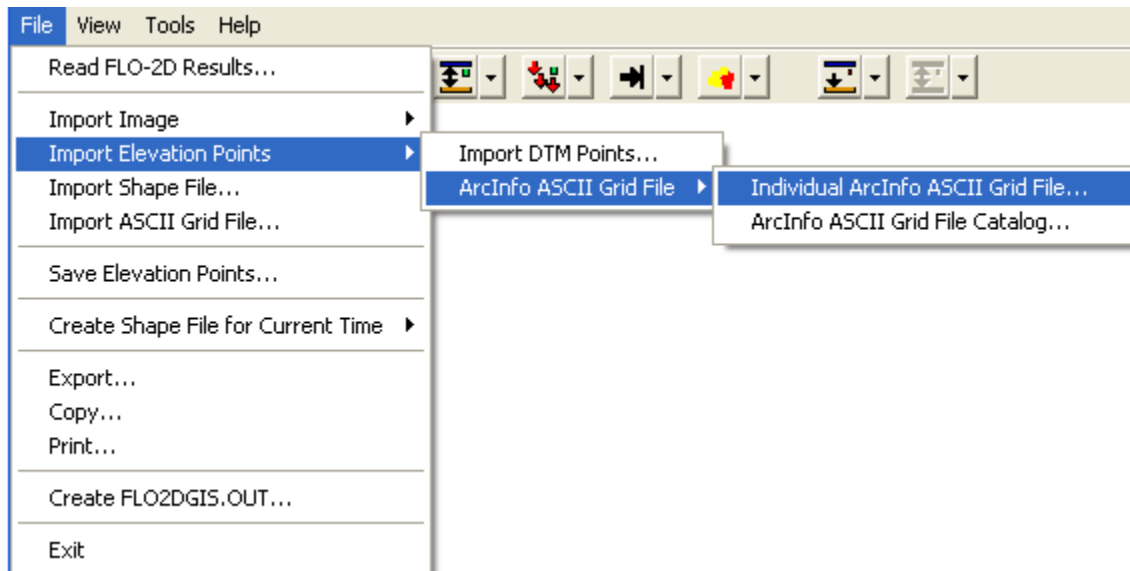 File View Tools Help
Read FLO-2D Results...
Import Image
Import Elevation Points
Import Shape File...
Import ASCII Grid File...
Save Elevation Points...
Create Shape File for Current Time
Export...
Copy...
Print...
Create FLO2DGIS.OUT...
Exit
Import DTM Points...
ArcInfo ASCII Grid File
Individual ArcInfo ASCII Grid File...
ArcInfo ASCII Grid File Catalog...